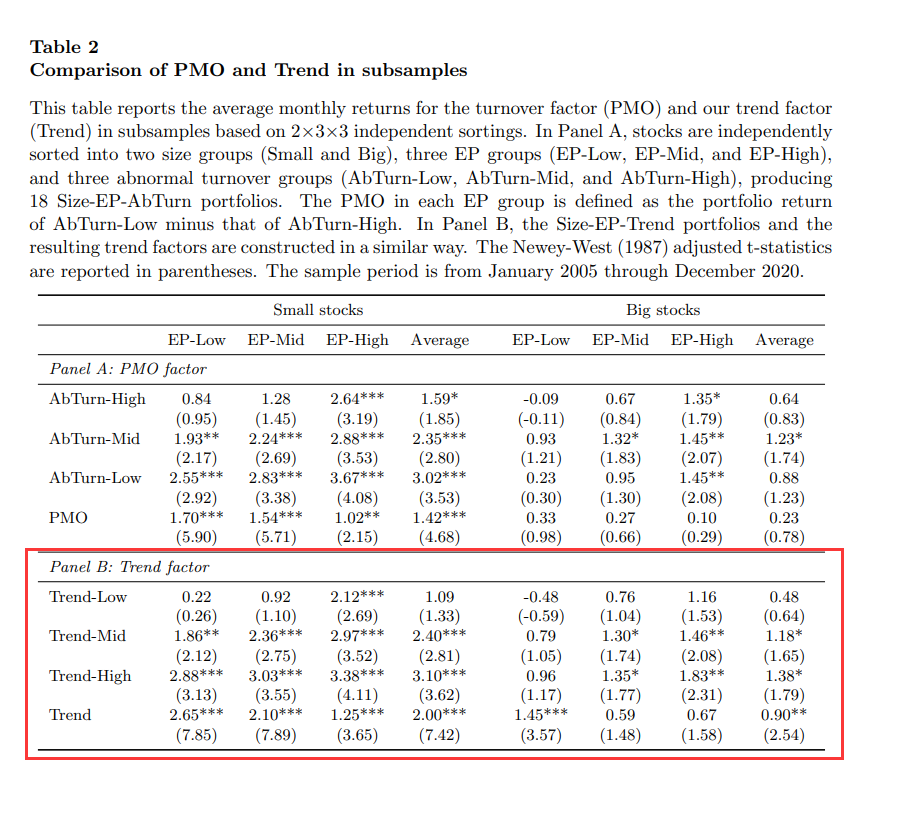 Table 2
Comparison of PMO and Trend in subsamples
This table reports the average monthly returns for the turnover factor (PMO) and our trend factor
(Trend) in subsamples based on 2×3×3 independent sortings. In Panel A, stocks are independently
sorted into two size groups (Small and Big), three EP groups (EP-Low, EP-Mid, and EP-High),
and three abnormal turnover groups (AbTurn-Low, AbTurn-Mid, and AbTurn-High), producing
18 Size-EP-AbTurn portfolios. The PMO in each EP group is defined as the portfolio return
of AbTurn-Low minus that of AbTurn-High. In Panel B, the Size-EP-Trend portfolios and the
resulting trend factors are constructed in a similar way. The Newey-West (1987) adjusted t-statistics
are reported in parentheses. The sample period is from January 2005 through December 2020.
Small stocks Big stocks
EP-Low EP-Mid EP-High Average EP-Low EP-Mid EP-High Average
Panel A: PMO factor
AbTurn-High 0.84 1.28 2.64*** 1.59* -0.09 0.67 1.35* 0.64
(0.95) (1.45) (3.19) (1.85) (-0.11) (0.84) (1.79) (0.83)
AbTurn-Mid 1.93** 2.24*** 2.88*** 2.35*** 0.93 1.32* 1.45** 1.23*
(2.17) (2.69) (3.53) (2.80) (1.21) (1.83) (2.07) (1.74)
AbTurn-Low 2.55*** 2.83*** 3.67*** 3.02*** 0.23 0.95 1.45** 0.88
(2.92) (3.38) (4.08) (3.53) (0.30) (1.30) (2.08) (1.23)
PMO 1.70*** 1.54*** 1.02** 1.42*** 0.33 0.27 0.10 0.23
(5.90) (5.71) (2.15) (4.68) (0.98) (0.66) (0.29) (0.78)
Panel B: Trend factor
Trend-Low 0.22 0.92 2.12*** 1.09 -0.48 0.76 1.16 0.48
(0.26) (1.10) (2.69) (1.33) (-0.59) (1.04) (1.53) (0.64)
Trend-Mid 1.86** 2.36*** 2.97*** 2.40*** 0.79 1.30* 1.46** 1.18*
(2.12) (2.75) (3.52) (2.81) (1.05) (1.74) (2.08) (1.65)
Trend-High 2.88*** 3.03*** 3.38*** 3.10*** 0.96 1.35* 1.83** 1.38*
(3.13) (3.55) (4.11) (3.62) (1.17) (1.77) (2.31) (1.79)
Trend 2.65*** 2.10*** 1.25*** 2.00*** 1.45*** 0.59 0.67 0.90**
(7.85) (7.89) (3.65) (7.42) (3.57) (1.48) (1.58) (2.54)